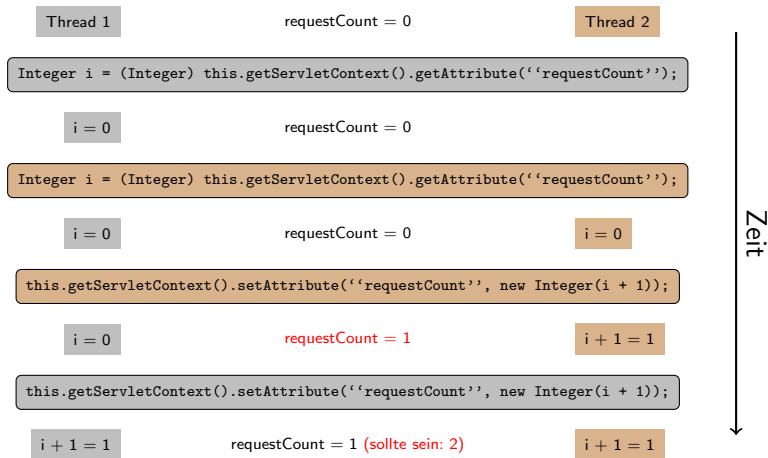 Thread 1 requestCount = 0 Thread 2
Integer i = (Integer) this.getServletContext().getAttribute(‘‘requestCount’’);
i = 0 requestCount = 0
Integer i = (Integer) this.getServletContext().getAttribute(‘‘requestCount’’);
i = 0 requestCount = 0 i = 0
this.getServletContext().setAttribute(‘‘requestCount’’, new Integer(i + 1));
i = 0 requestCount = 1 i + 1 = 1
this.getServletContext().setAttribute(‘‘requestCount’’, new Integer(i + 1));
i + 1 = 1 requestCount = 1 (sollte sein: 2) i + 1 = 1
Zeit